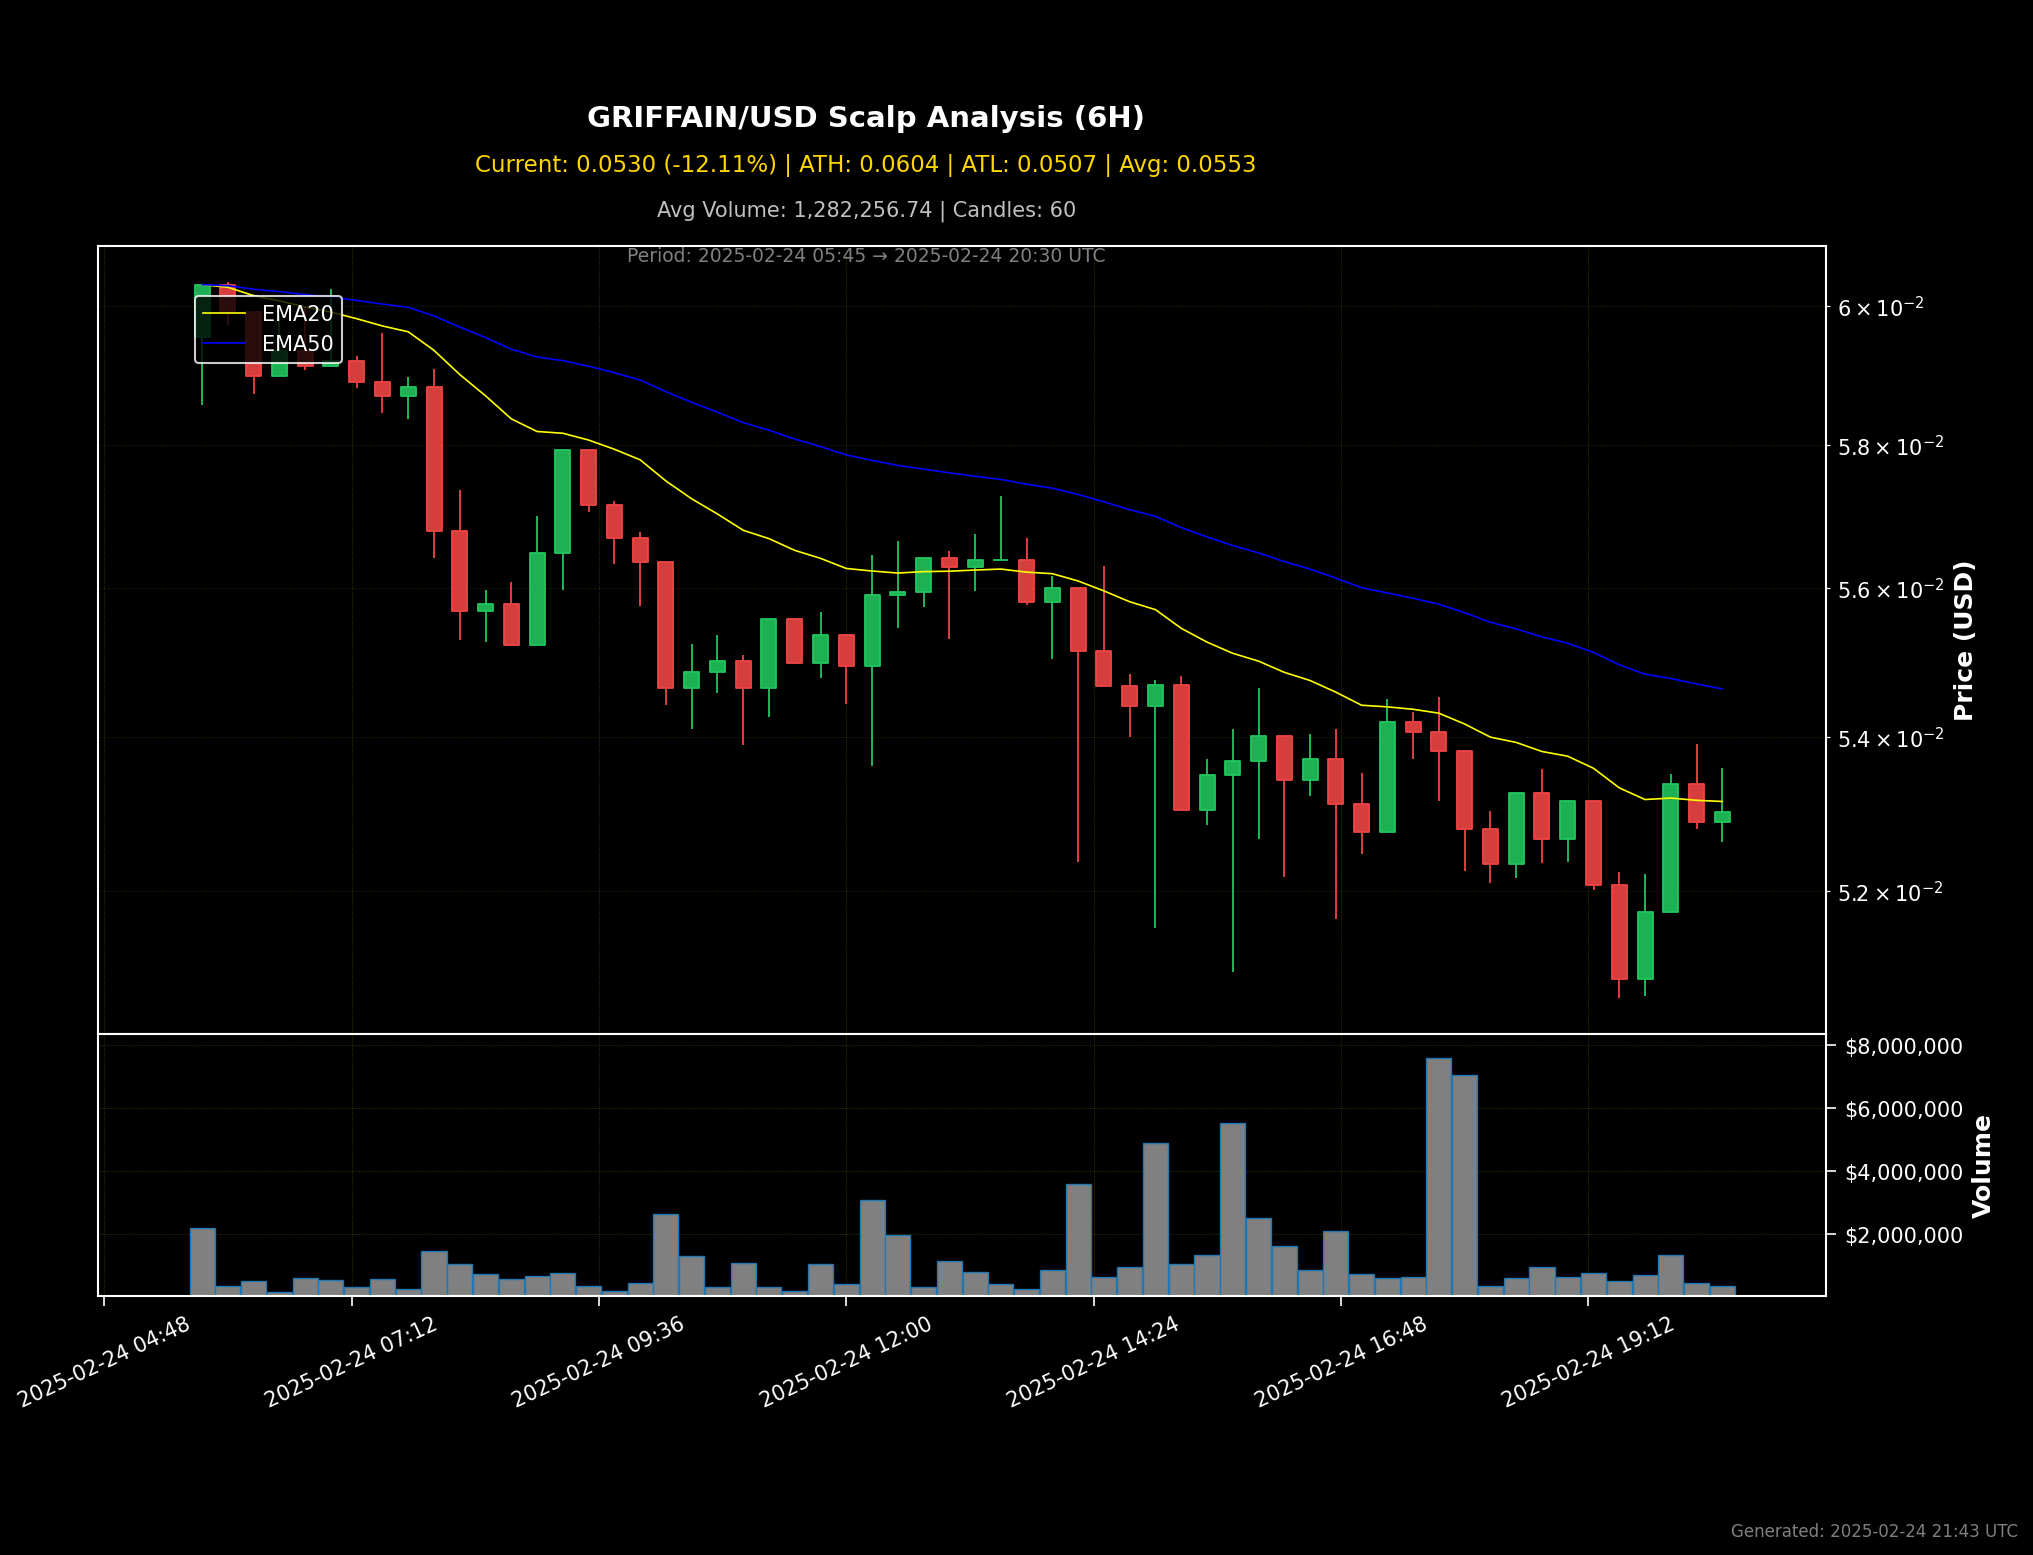 GRIFFAIN/USD Scalp Analysis (6H)
Current: 0.0530 (-12.11%) | ATH: 0.0604 | ATL: 0.0507 | Avg: 0.0553
Avg Volume: 1,282,256.74 | Candles: 60
Period: 2025-02-24 05:45 → 2025-02-24 20:30 UTC
EMA20
EMA50
6 × 10⁻²
5.8 × 10⁻²
5.6 × 10⁻²
5.4 × 10⁻²
5.2 × 10⁻²
Price (USD)
$8,000,000
$6,000,000
$4,000,000
$2,000,000
Volume
2025-02-24 04:48
2025-02-24 07:12
2025-02-24 09:36
2025-02-24 12:00
2025-02-24 14:24
2025-02-24 16:48
2025-02-24 19:12
Generated: 2025-02-24 21:43 UTC